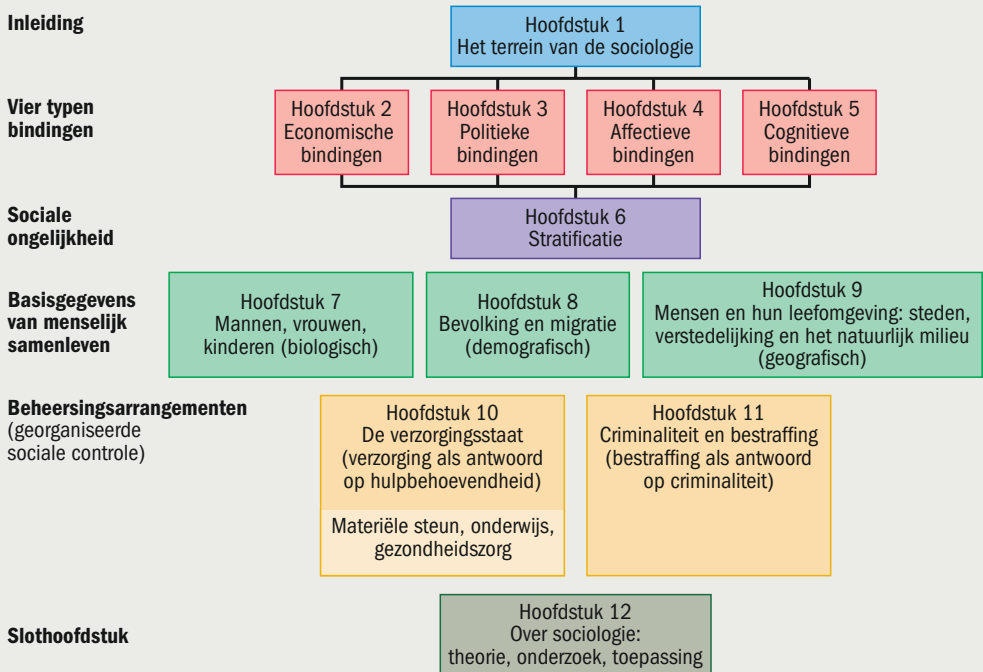 Inleiding
Hoofdstuk 1
Het terrein van de sociologie
Vier typen
bindingen
Hoofdstuk 2
Economische
bindingen
Hoofdstuk 3
Politieke
bindingen
Hoofdstuk 4
Affectieve
bindingen
Hoofdstuk 5
Cognitieve
bindingen
Sociale
ongelijkheid
Hoofdstuk 6
Stratificatie
Basisgegevens
van menselijk
samenleven
Hoofdstuk 7
Mannen, vrouwen,
kinderen (biologisch)
Hoofdstuk 8
Bevolking en migratie
(demografisch)
Hoofdstuk 9
Mensen en hun leefomgeving: steden,
verstedelijking en het natuurlijk milieu
(geografisch)
Beheersingsarrangementen
(georganiseerde
sociale controle)
Hoofdstuk 10
De verzorgingsstaat
(verzorging als antwoord
op hulpbehoevendheid)
Materiële steun, onderwijs,
gezondheidszorg
Hoofdstuk 11
Criminaliteit en bestraffing
(bestraffing als antwoord
op criminaliteit)
Slothoofdstuk
Hoofdstuk 12
Over sociologie:
theorie, onderzoek, toepassing